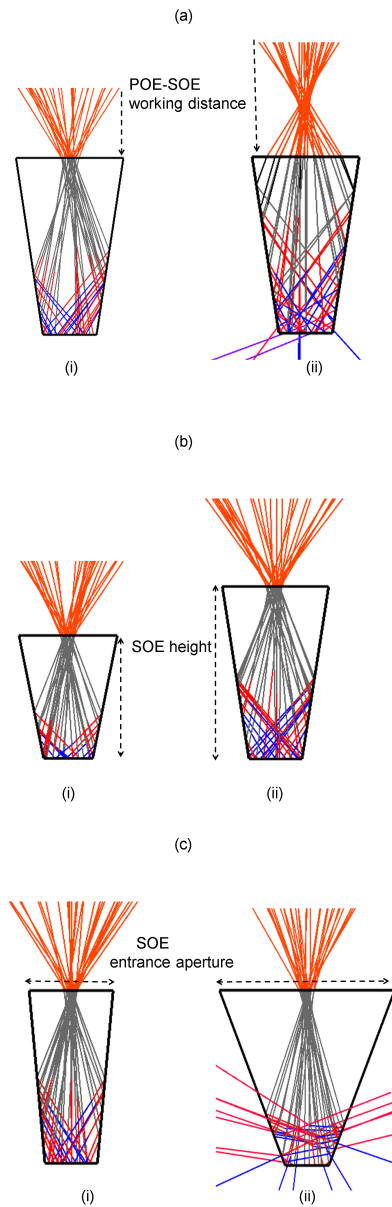 (a)
POE-SOE
working distance
(i)
(ii)
(b)
SOE height
(i)
(ii)
(c)
SOE
entrance aperture
(i)
(ii)